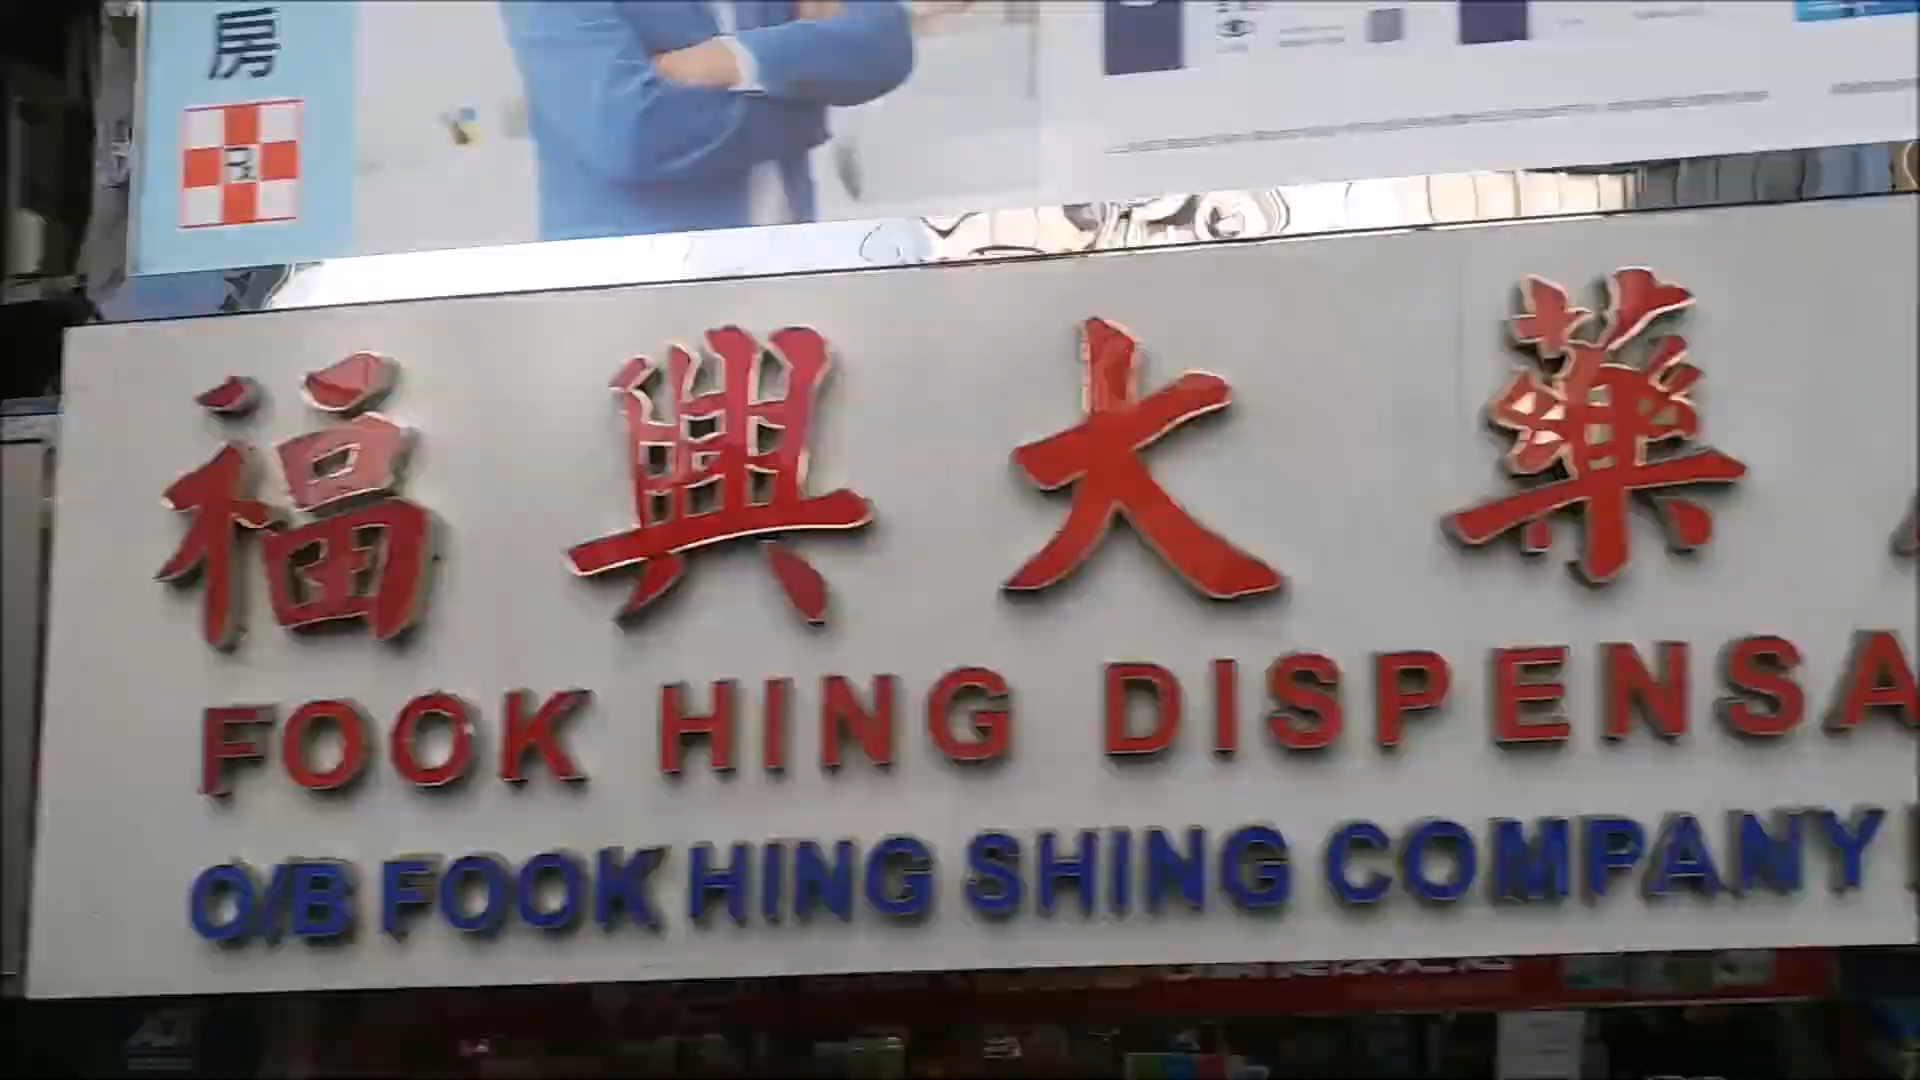 房
福興大藥
FOOK HING DISPENSA
O/B FOOK HING SHING COMPANY